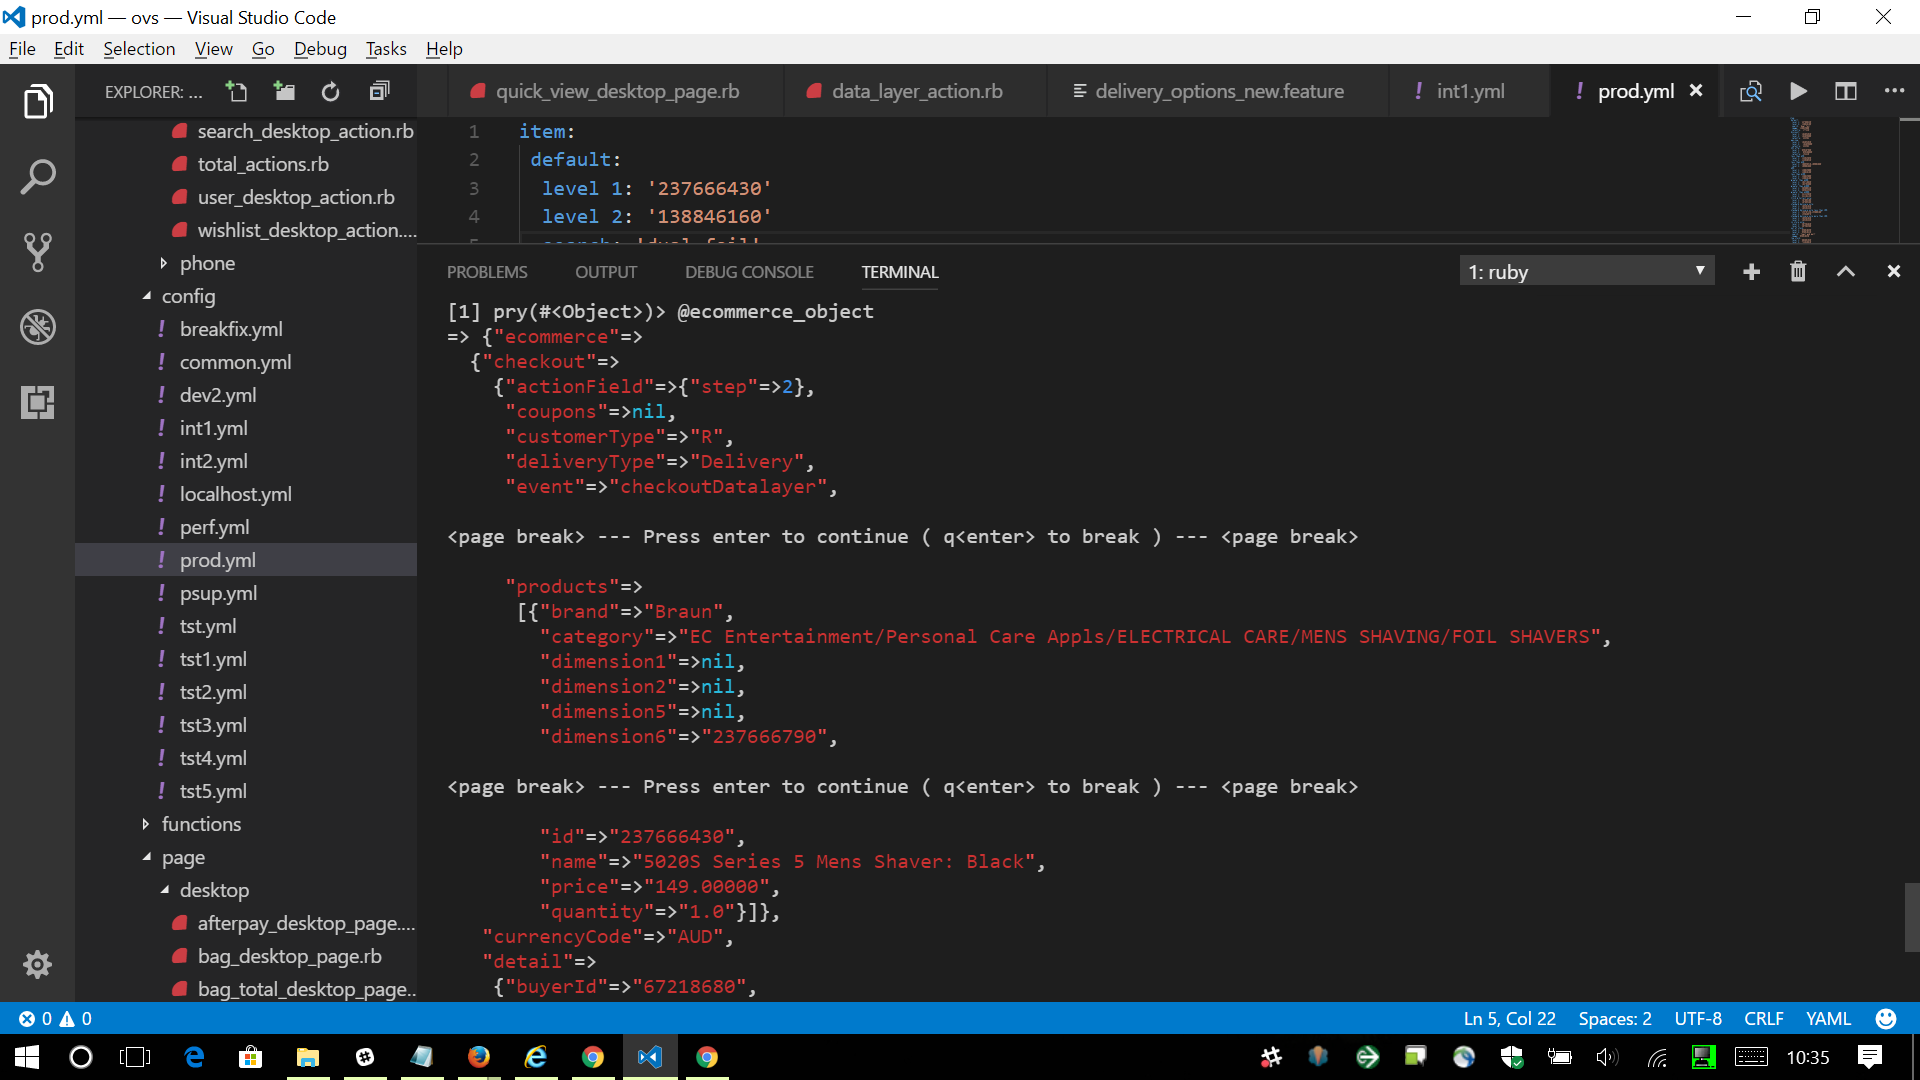 prod.yml — ovs — Visual Studio Code
File Edit Selection View Go Debug Tasks Help
EXPLORER: ...
quick_view_desktop_page.rb
data_layer_action.rb
delivery_options_new.feature
! int1.yml
! prod.yml
search_desktop_action.rb
total_actions.rb
user_desktop_action.rb
wishlist_desktop_action....
phone
config
! breakfix.yml
! common.yml
! dev2.yml
! int1.yml
! int2.yml
! localhost.yml
! perf.yml
! prod.yml
! psup.yml
! tst.yml
! tst1.yml
! tst2.yml
! tst3.yml
! tst4.yml
! tst5.yml
functions
page
desktop
afterpay_desktop_page....
bag_desktop_page.rb
bag_total_desktop_page..
1 item:
2 default:
3 level 1: '237666430'
4 level 2: '138846160'
5 search: 'dual foil'
PROBLEMS OUTPUT DEBUG CONSOLE TERMINAL
1: ruby
[1] pry(#<Object>)> @ecommerce_object
=> {"ecommerce"=>
{"checkout"=>
{"actionField"=>{"step"=>2},
"coupons"=>nil,
"customerType"=>"R",
"deliveryType"=>"Delivery",
"event"=>"checkoutDatalayer",
<page break> --- Press enter to continue ( q<enter> to break ) --- <page break>
"products"=>
[{"brand"=>"Braun",
"category"=>"EC Entertainment/Personal Care Appls/ELECTRICAL CARE/MENS SHAVING/FOIL SHAVERS",
"dimension1"=>nil,
"dimension2"=>nil,
"dimension5"=>nil,
"dimension6"=>"237666790",
<page break> --- Press enter to continue ( q<enter> to break ) --- <page break>
"id"=>"237666430",
"name"=>"5020S Series 5 Mens Shaver: Black",
"price"=>"149.00000",
"quantity"=>"1.0"}]},
"currencyCode"=>"AUD",
"detail"=>
{"buyerId"=>"67218680",
0 0
Ln 5, Col 22 Spaces: 2 UTF-8 CRLF YAML
10:35